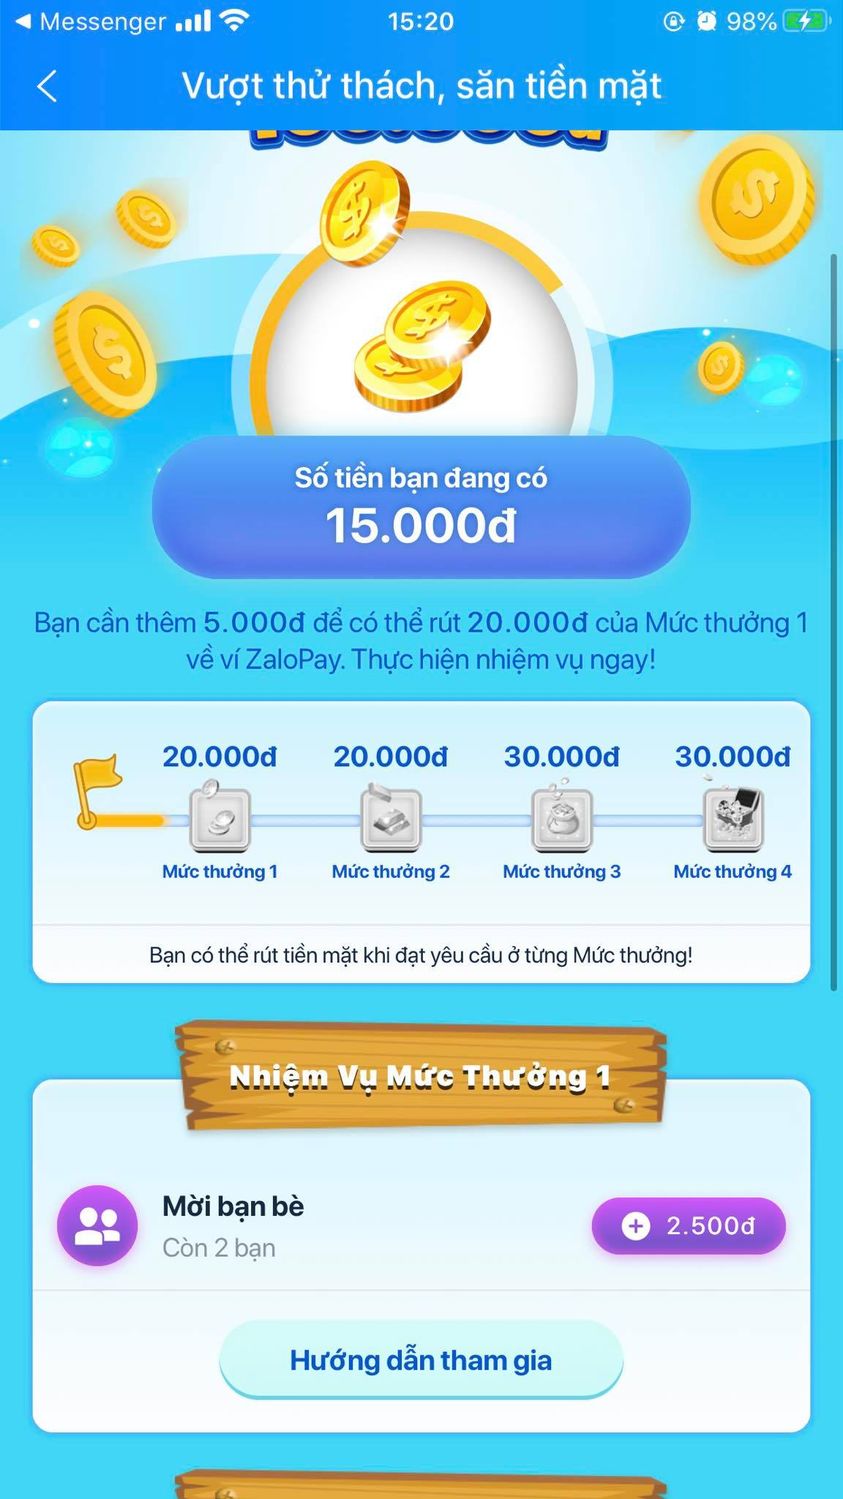 Messenger 15:20 98%
Vượt thử thách, săn tiền mặt
Số tiền bạn đang có
15.000đ
Bạn cần thêm 5.000đ để có thể rút 20.000đ của Mức thưởng 1
về ví ZaloPay. Thực hiện nhiệm vụ ngay!
20.000đ 20.000đ 30.000đ 30.000đ
Mức thưởng 1 Mức thưởng 2 Mức thưởng 3 Mức thưởng 4
Bạn có thể rút tiền mặt khi đạt yêu cầu ở từng Mức thưởng!
Nhiệm Vụ Mức Thưởng 1
Mời bạn bè
Còn 2 bạn
2.500đ
Hướng dẫn tham gia